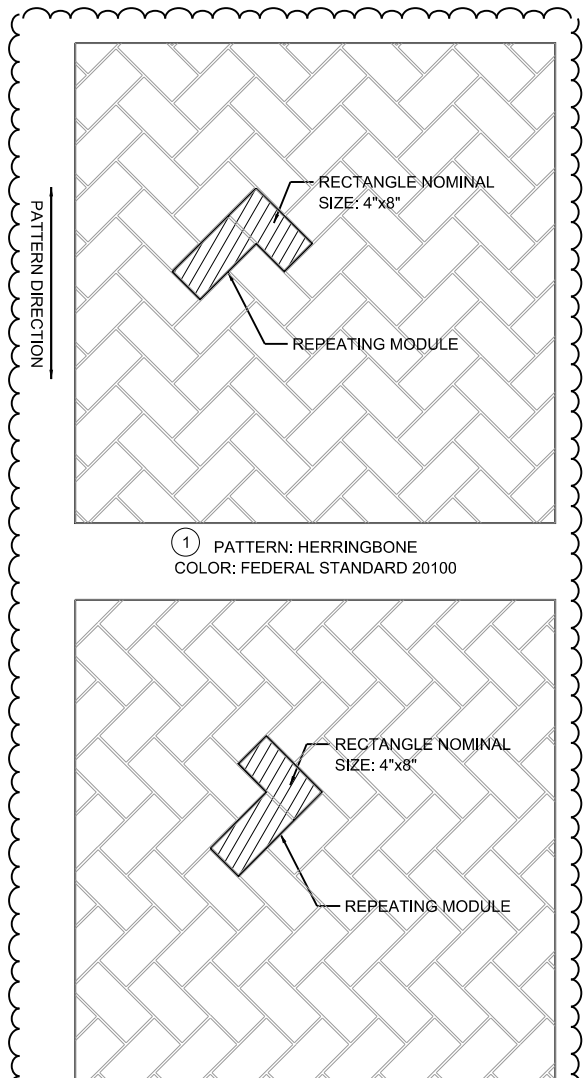 RECTANGLE NOMINAL
SIZE: 4"x8"
PATTERN DIRECTION
REPEATING MODULE
1 PATTERN: HERRINGBONE
COLOR: FEDERAL STANDARD 20100
RECTANGLE NOMINAL
SIZE: 4"x8"
REPEATING MODULE